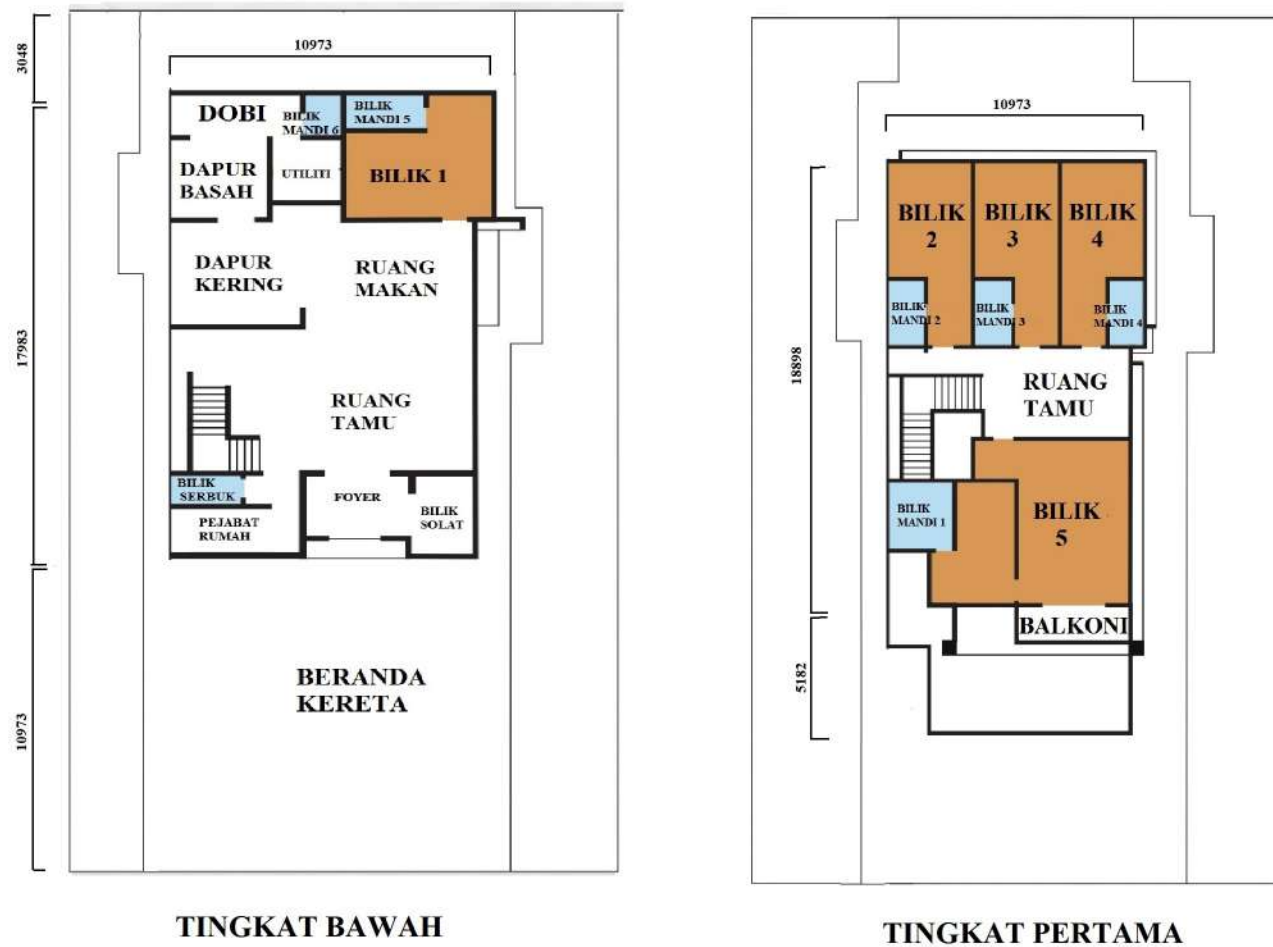 10973
3048
DOBI
BILIK
MANDI 6
BILIK
MANDI 5
DAPUR
BASAH
UTILITI
BILIK 1
DAPUR
KERING
RUANG
MAKAN
17983
RUANG
TAMU
BILIK
SERBUK
FOYER
BILIK
SOLAT
PEJABAT
RUMAH
BERANDA
KERETA
10973
TINGKAT BAWAH
10973
BILIK
2
BILIK
3
BILIK
4
BILIK
MANDI 2
BILIK
MANDI 3
BILIK
MANDI 4
18898
RUANG
TAMU
BILIK
MANDI 1
BILIK
5
BALKONI
5182
TINGKAT PERTAMA